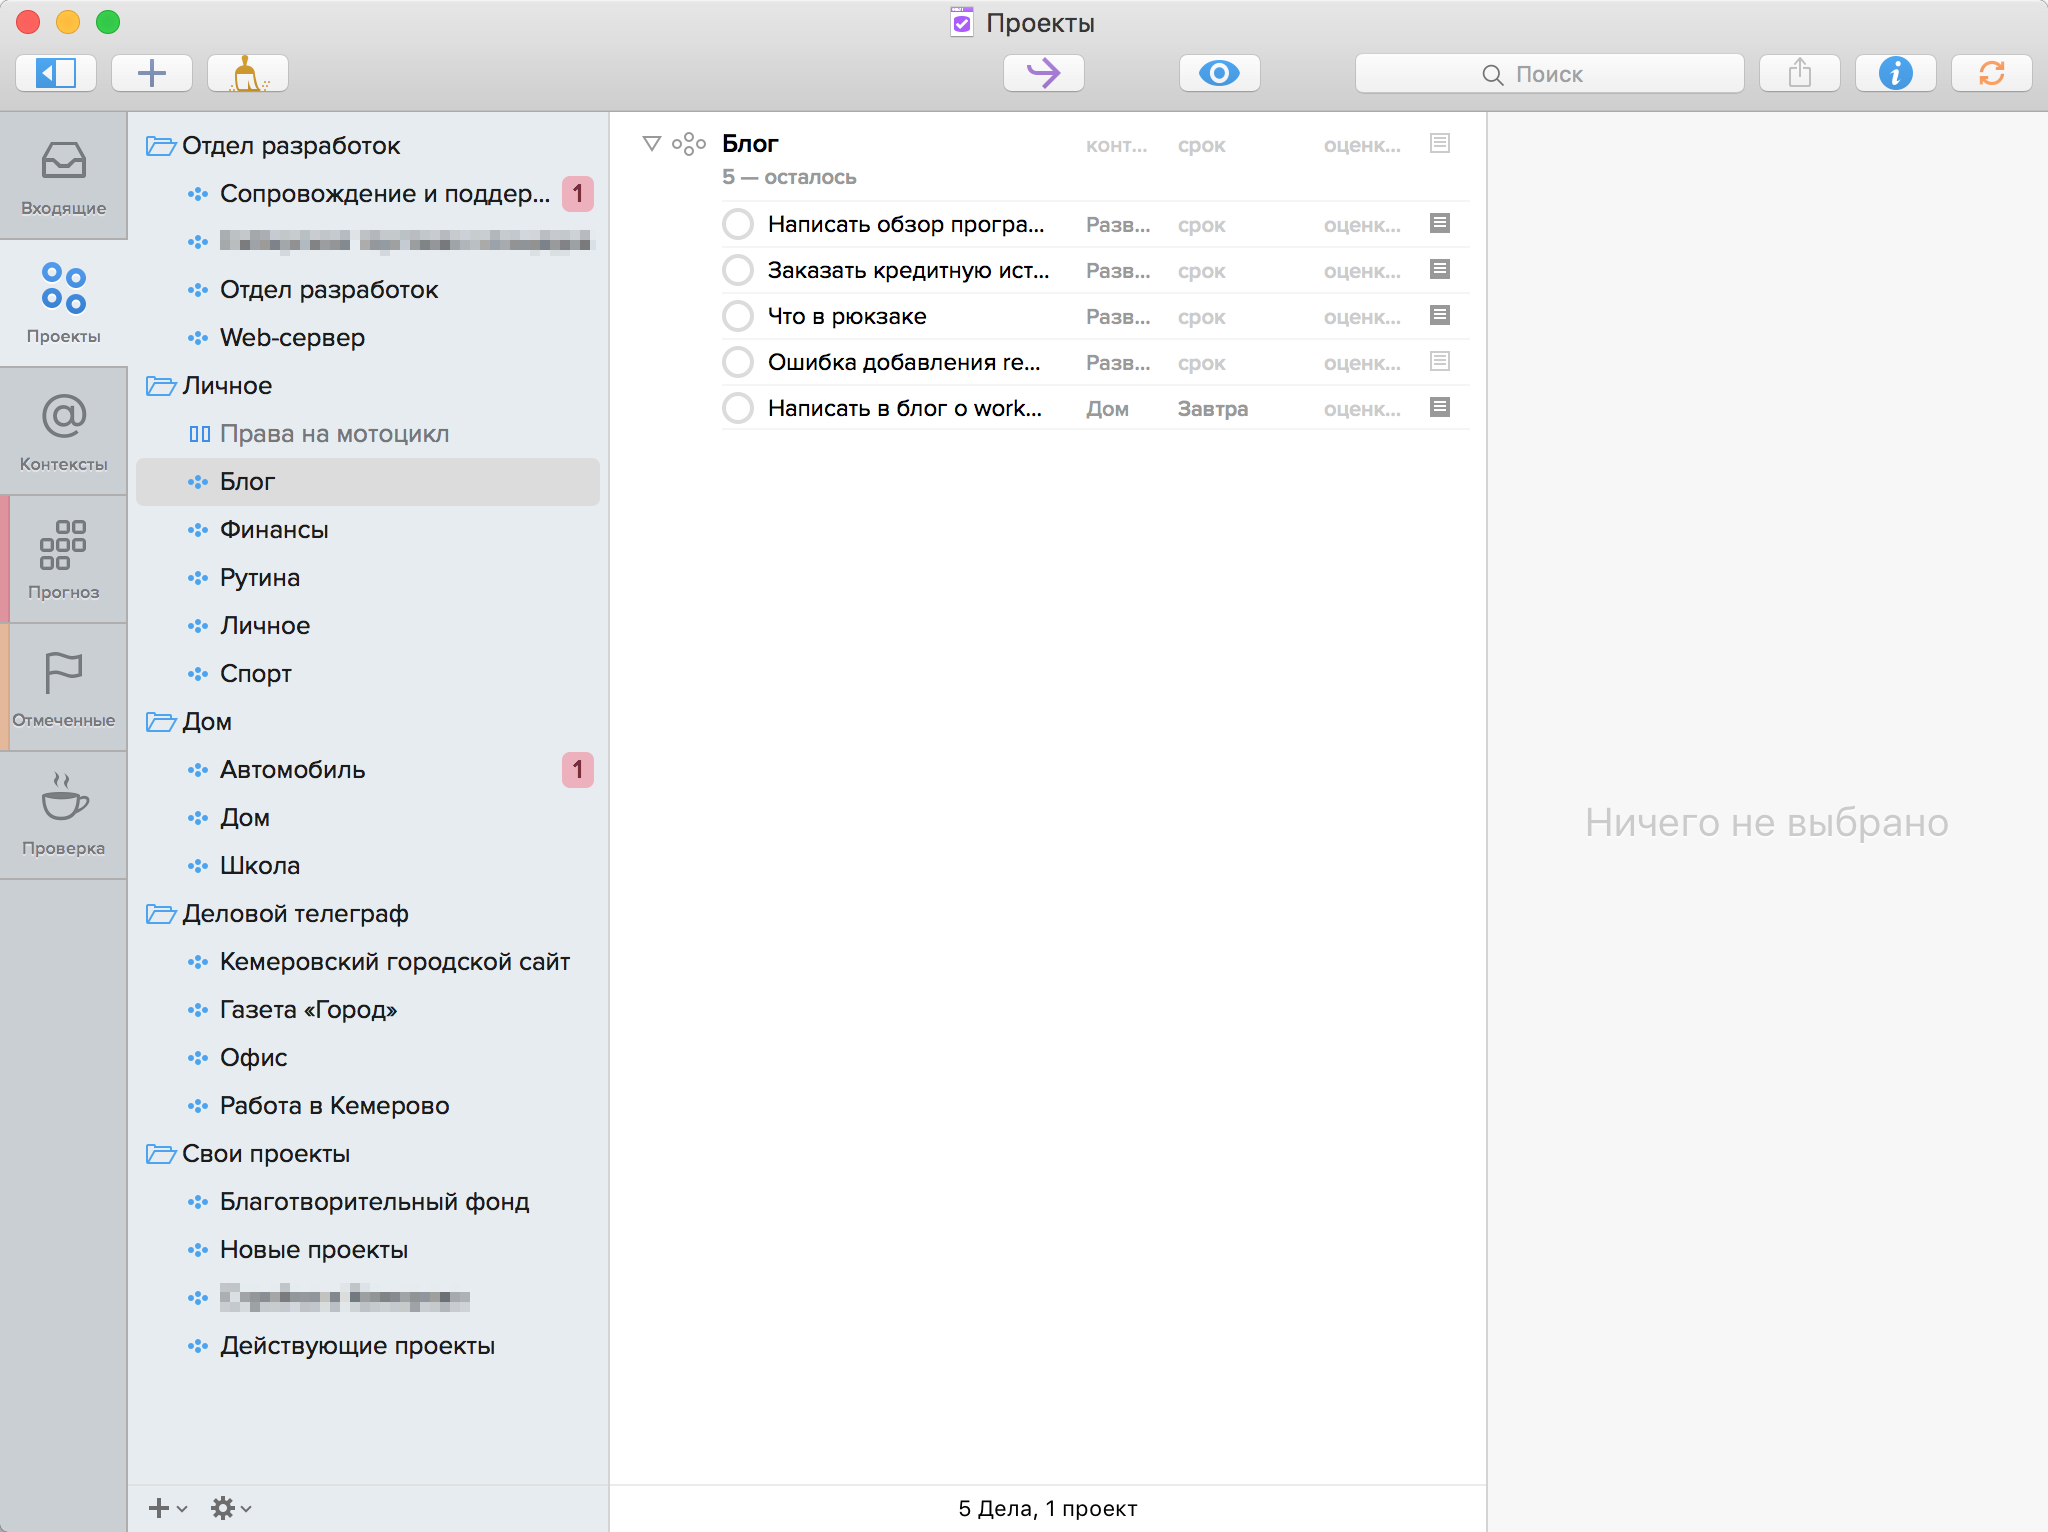 Проекты
Поиск
Входящие
Проекты
Контексты
Прогноз
Отмеченные
Проверка
Отдел разработок
Сопровождение и поддер... 1
Отдел разработок
Web-сервер
Личное
Права на мотоцикл
Блог
Финансы
Рутина
Личное
Спорт
Дом
Автомобиль 1
Дом
Школа
Деловой телеграф
Кемеровский городской сайт
Газета «Город»
Офис
Работа в Кемерово
Свои проекты
Благотворительный фонд
Новые проекты
Действующие проекты
Блог конт... срок оценк...
5 — осталось
Написать обзор програ... Разв... срок оценк...
Заказать кредитную ист... Разв... срок оценк...
Что в рюкзаке Разв... срок оценк...
Ошибка добавления re... Разв... срок оценк...
Написать в блог о work... Дом Завтра оценк...
5 Дела, 1 проект
Ничего не выбрано